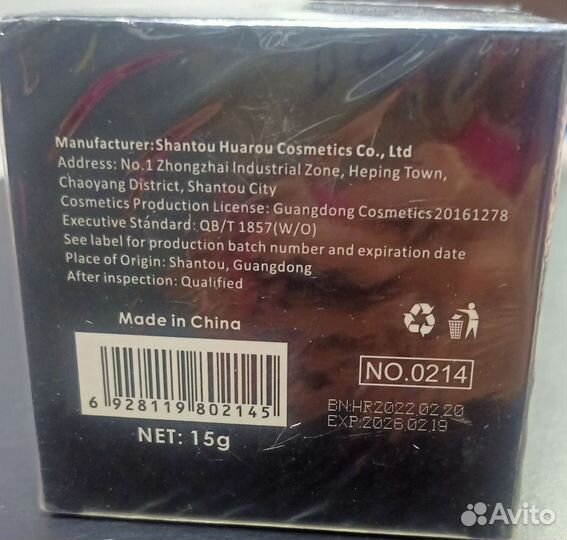 Manufacturer:Shantou Huarou Cosmetics Co., Ltd
Address: No.1 Zhongzhai Industrial Zone, Heping Town,
Chaoyang District, Shantou City
Cosmetics Production License: Guangdong Cosmetics20161278
Executive Standard: QB/T 1857(W/O)
See label for production batch number and expiration date
Place of Origin: Shantou, Guangdong
After inspection: Qualified
Made in China
6 928119 802145
NET: 15g
NO.0214
BN:HR2022.02.20
EXP:2026.02.19
Avito